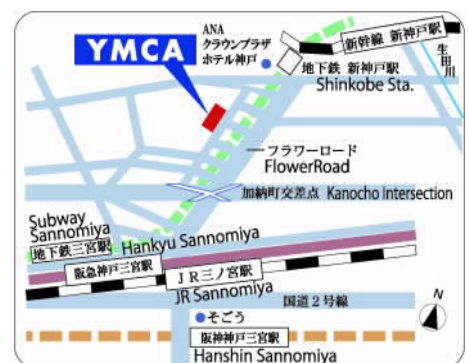 YMCA
ANA
クラウンプラザ
ホテル神戸
新幹線 新神戸駅
地下鉄 新神戸駅
Shinkobe Sta.
生田川
フラワーロード
FlowerRoad
加納町交差点 Kanocho Intersection
Subway
Sannomiya
地下鉄三宮駅
Hankyu Sannomiya
阪急神戸三宮駅
JR三ノ宮駅
JR Sannomiya
国道2号線
そごう
阪神神戸三宮駅
Hanshin Sannomiya
N